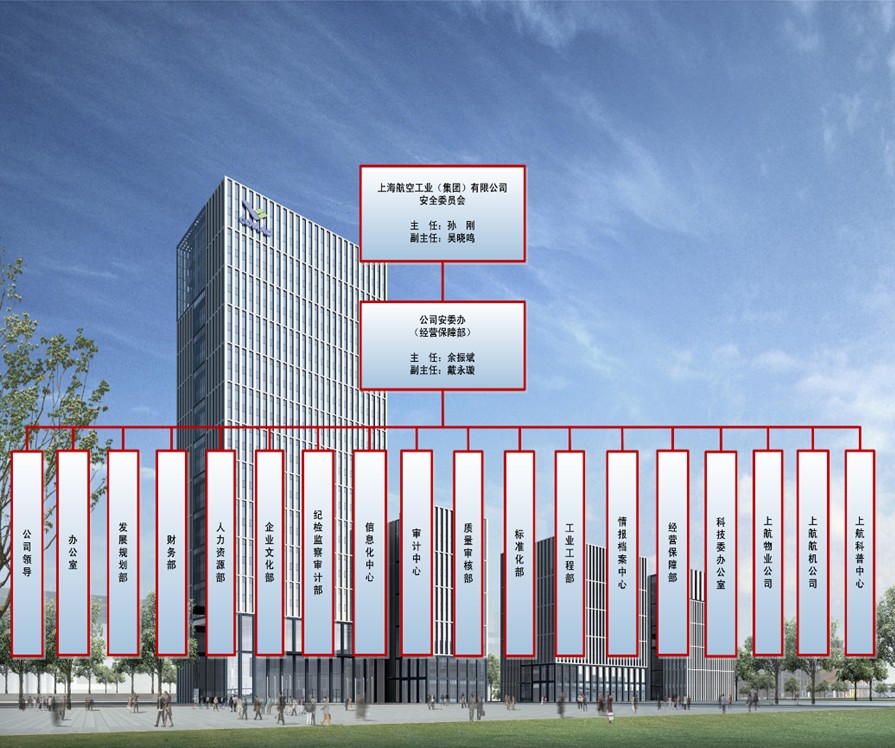 上海航空工业（集团）有限公司
安全委员会
主　任：孙　刚
副主任：吴晓鸣
公司安委办
（经营保障部）
主　任：余振斌
副主任：戴永璇
公司领导
办公室
发展规划部
财务部
人力资源部
企业文化部
纪检监察审计部
信息化中心
审计中心
质量审核部
标准化部
工业工程部
情报档案中心
经营保障部
科技委办公室
上航物业公司
上航航机公司
上航科普中心